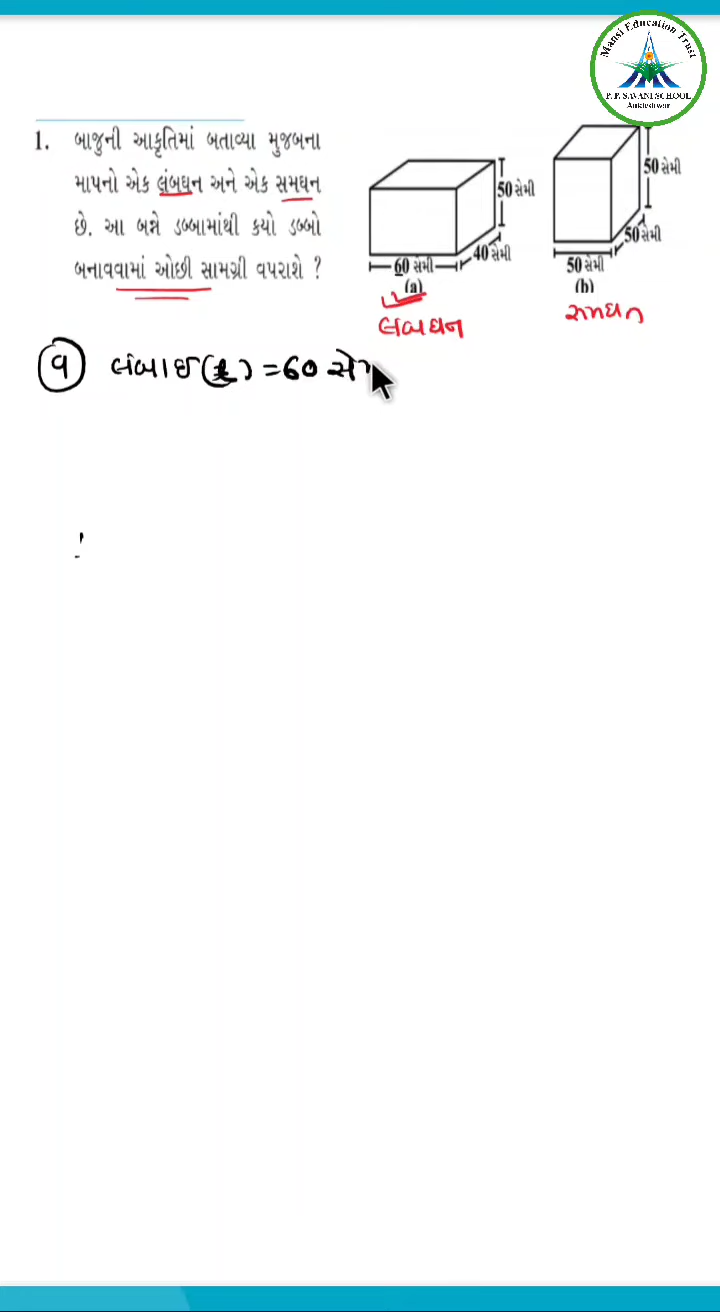 Mansi Education Trust
P. P. SAVANI SCHOOL
Ankleshwar
1. બાજુની આકૃતિમાં બતાવ્યા મુજબના
માપનો એક લંબઘન અને એક સમઘન
છે. આ બન્ને ડબ્બામાંથી કયો ડબ્બો
બનાવવામાં ઓછી સામગ્રી વપરાશે ?
50 સેમી
40 સેમી
60 સેમી
(a)
લંબઘન
50 સેમી
50 સેમી
50 સેમી
(b)
સમઘન
૧ લંબાઈ (l) = 60 સે